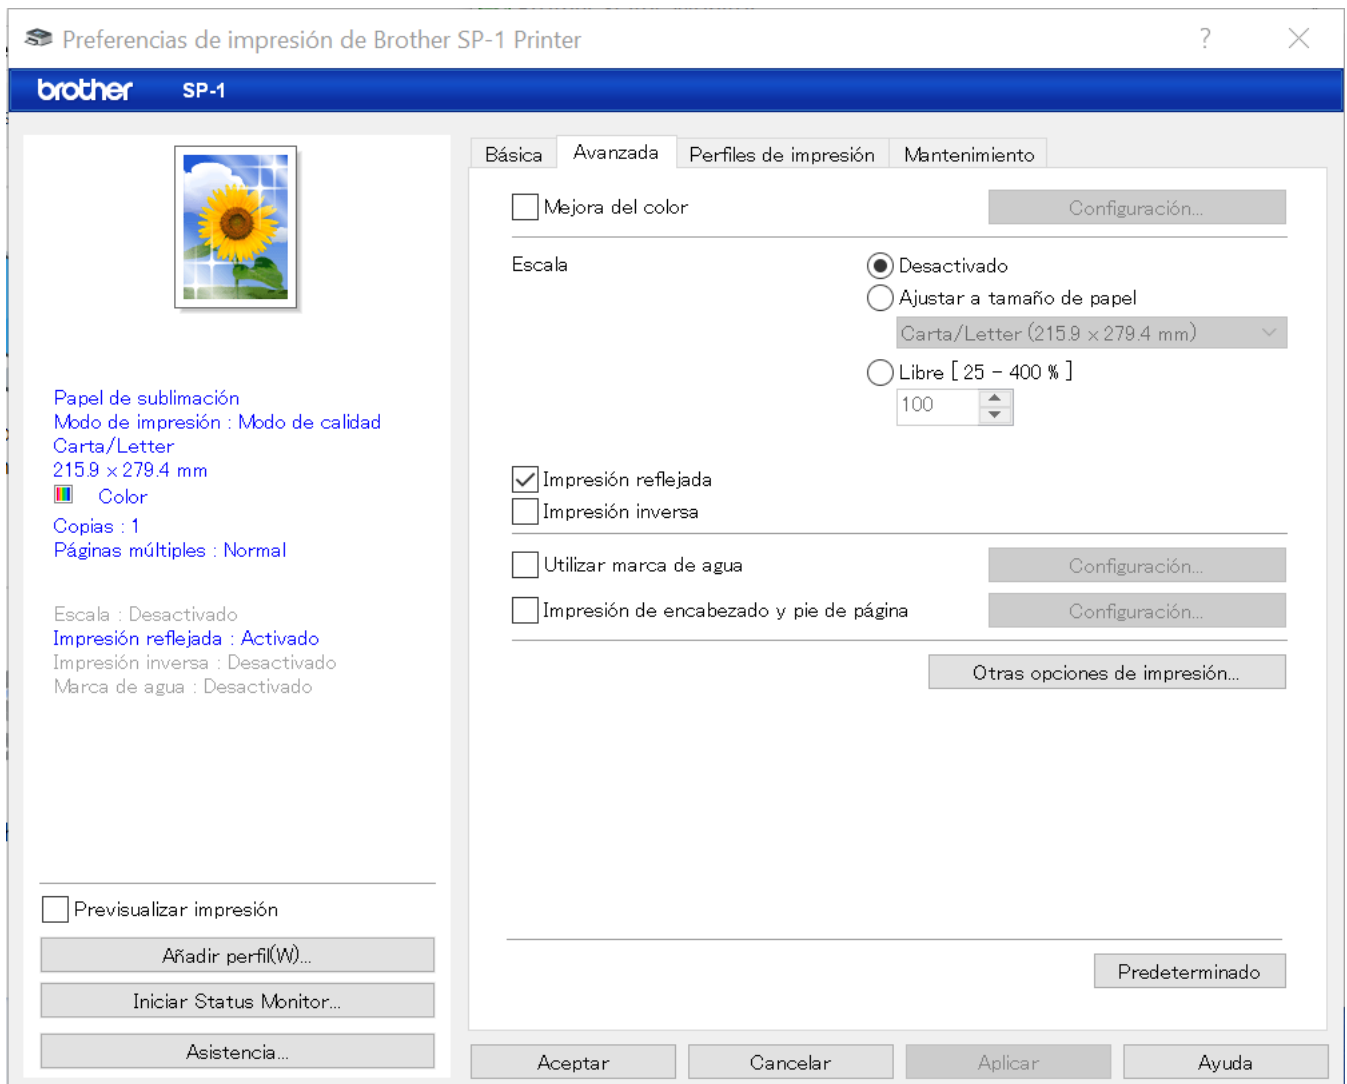 Preferencias de impresión de Brother SP-1 Printer
brother SP-1
Básica Avanzada Perfiles de impresión Mantenimiento
Mejora del color Configuración...
Escala Desactivado
Ajustar a tamaño de papel
Carta/Letter (215.9 × 279.4 mm)
Libre [ 25 - 400 % ]
100
Impresión reflejada
Impresión inversa
Utilizar marca de agua Configuración...
Impresión de encabezado y pie de página Configuración...
Otras opciones de impresión...
Predeterminado
Papel de sublimación
Modo de impresión : Modo de calidad
Carta/Letter
215.9 × 279.4 mm
Color
Copias : 1
Páginas múltiples : Normal
Escala : Desactivado
Impresión reflejada : Activado
Impresión inversa : Desactivado
Marca de agua : Desactivado
Previsualizar impresión
Añadir perfil(W)...
Iniciar Status Monitor...
Asistencia...
Aceptar Cancelar Aplicar Ayuda